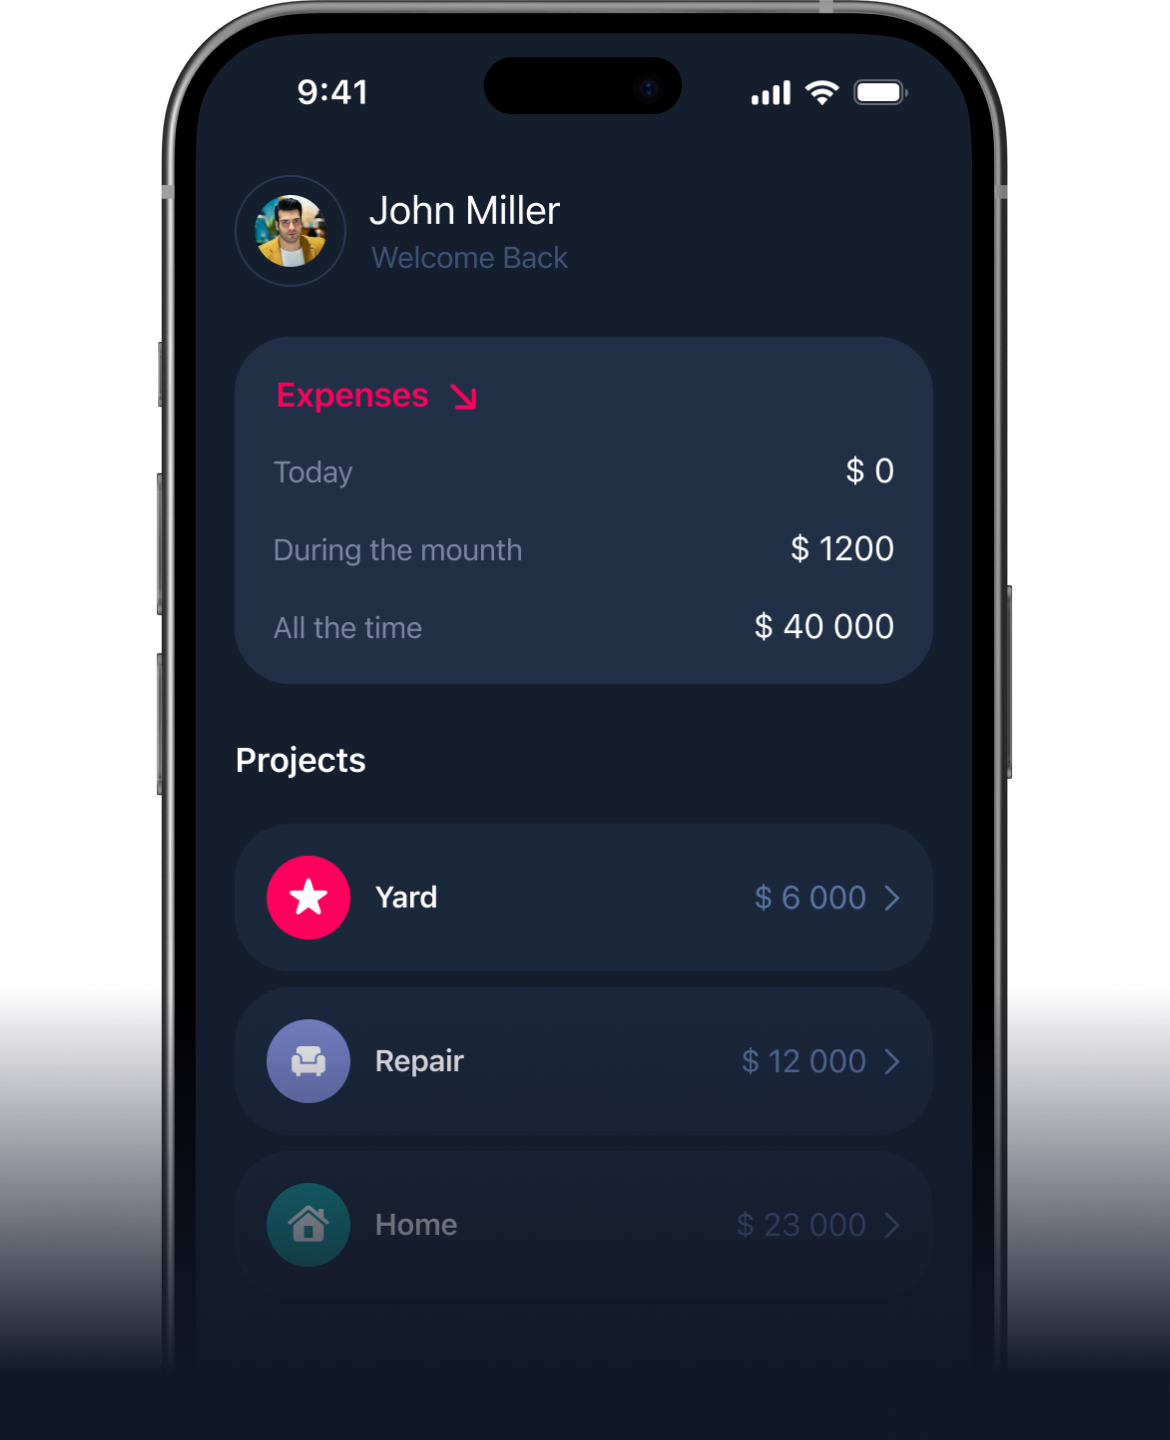 9:41
John Miller
Welcome Back
Expenses
Today $ 0
During the mounth $ 1200
All the time $ 40 000
Projects
Yard $ 6 000
Repair $ 12 000
Home $ 23 000